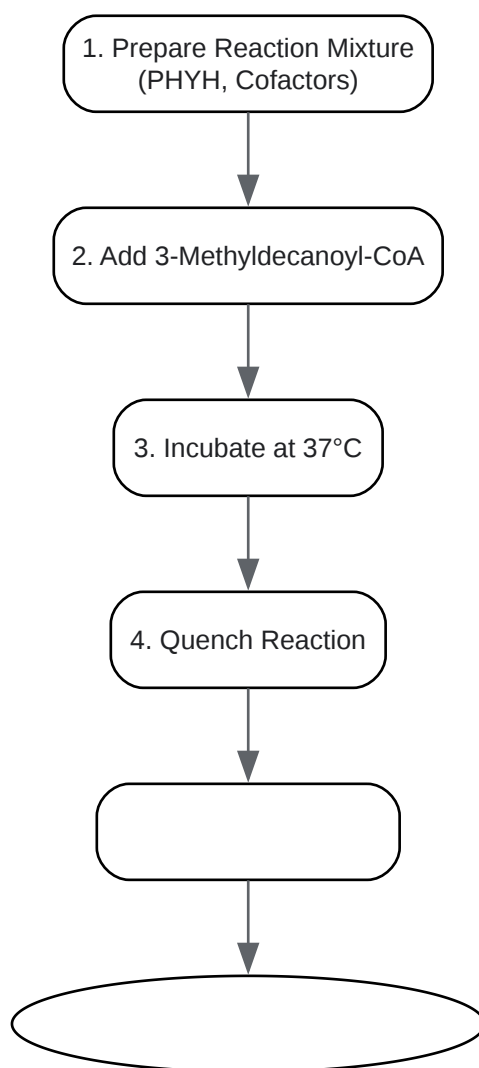 1. Prepare Reaction Mixture
(PHYH, Cofactors)
2. Add 3-Methyldecanoyl-CoA
3. Incubate at 37°C
4. Quench Reaction